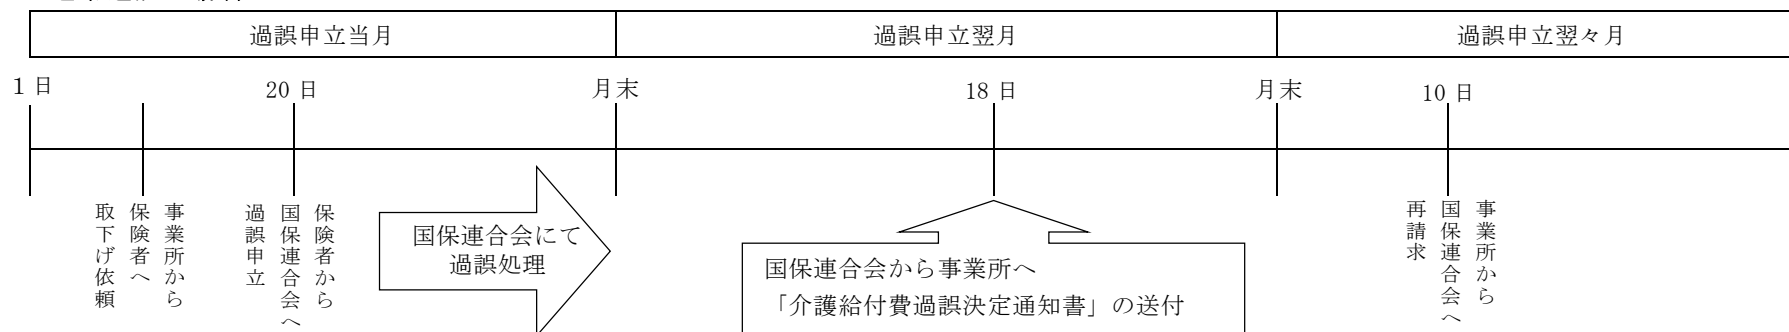 過誤申立当月
過誤申立翌月
過誤申立翌々月
1日
20日
月末
18日
月末
10日
事業所から
保険者へ
取下げ依頼
保険者から
国保連合会へ
過誤申立
国保連合会にて
過誤処理
国保連合会から事業所へ
「介護給付費過誤決定通知書」の送付
事業所から
国保連合会へ
再請求